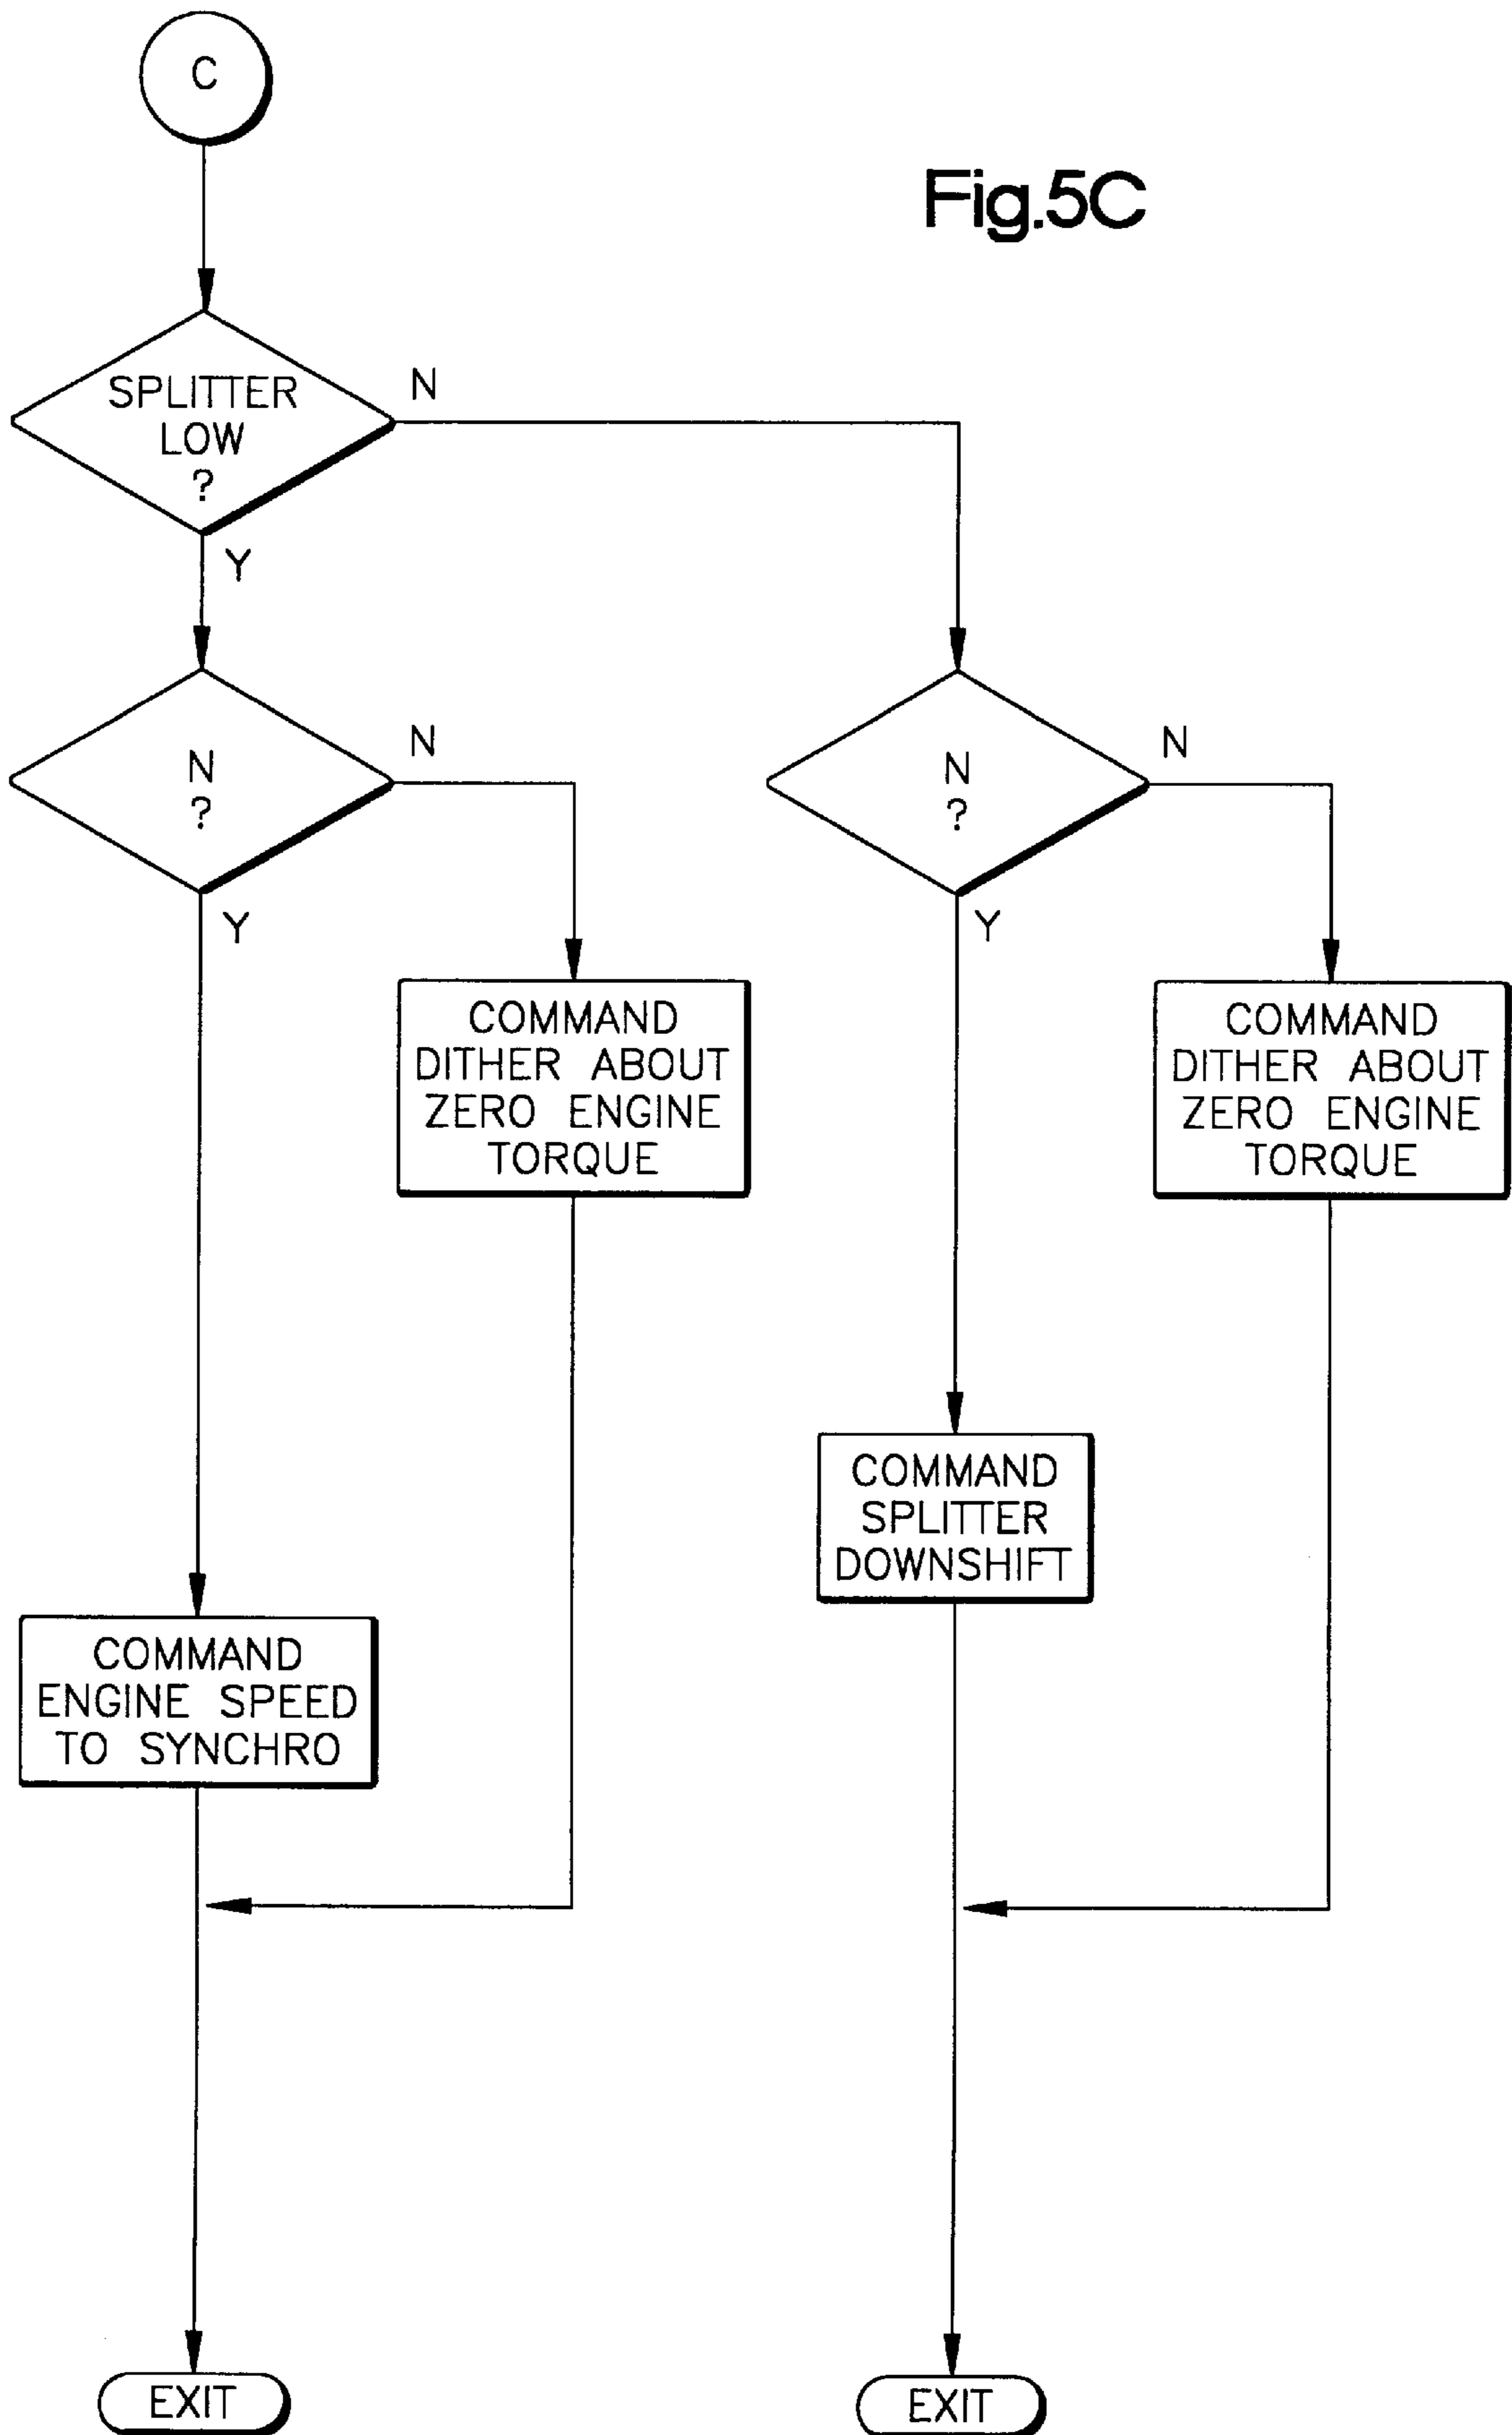 C
Fig.5C
SPLITTER
LOW
?
N
Y
N
?
N
Y
N
?
N
Y
COMMAND
DITHER ABOUT
ZERO ENGINE
TORQUE
COMMAND
DITHER ABOUT
ZERO ENGINE
TORQUE
COMMAND
SPLITTER
DOWNSHIFT
COMMAND
ENGINE SPEED
TO SYNCHRO
EXIT
EXIT